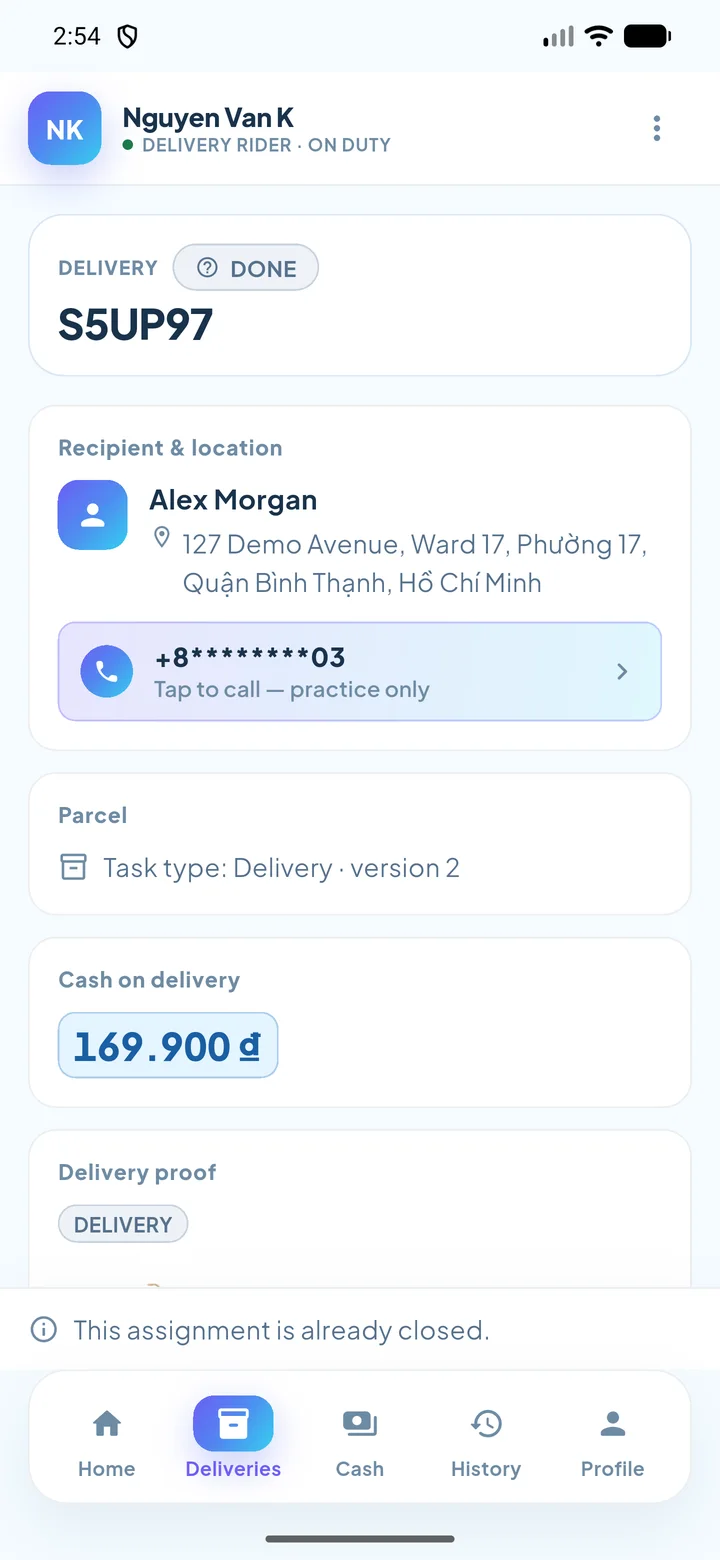 2:54
NK
Nguyen Van K
DELIVERY RIDER · ON DUTY
DELIVERY
DONE
S5UP97
Recipient & location
Alex Morgan
127 Demo Avenue, Ward 17, Phường 17,
Quận Bình Thạnh, Hồ Chí Minh
+8********03
Tap to call — practice only
Parcel
Task type: Delivery · version 2
Cash on delivery
169.900 ₫
Delivery proof
DELIVERY
This assignment is already closed.
Home
Deliveries
Cash
History
Profile